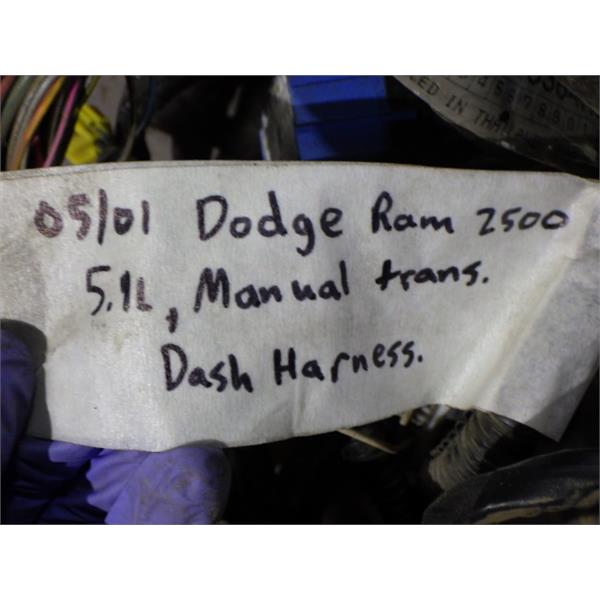 05/01 Dodge Ram 2500
5.9L, Manual trans.
Dash Harness.